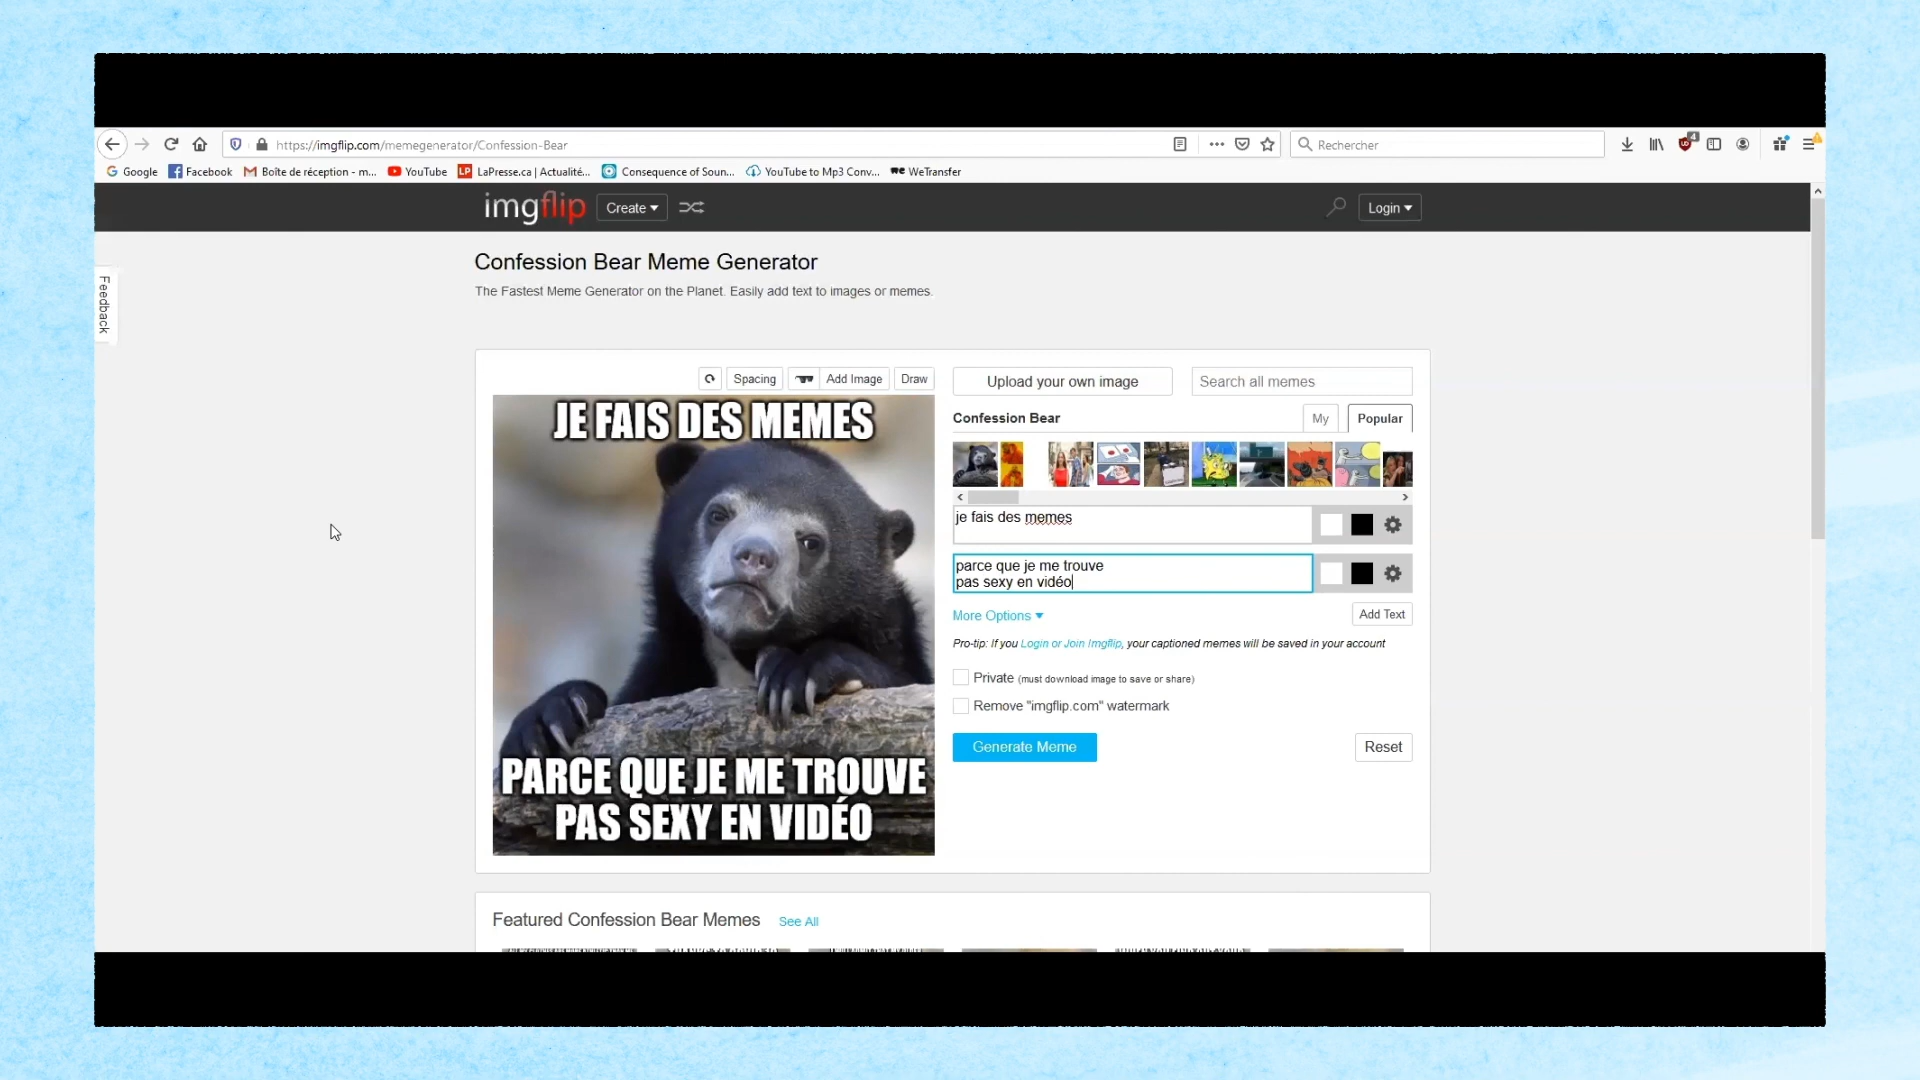 https://imgflip.com/memegenerator/Confession-Bear
Rechercher
4
Google
Facebook
Boîte de réception - m...
YouTube
LP
LaPresse.ca | Actualité...
Consequence of Soun...
YouTube to Mp3 Conv...
we
WeTransfer
imgflip
Create
Login
Feedback
Confession Bear Meme Generator
The Fastest Meme Generator on the Planet. Easily add text to images or memes.
Spacing
Add Image
Draw
Upload your own image
Search all memes
JE FAIS DES MEMES
PARCE QUE JE ME TROUVE
PAS SEXY EN VIDÉO
Confession Bear
My
Popular
je fais des memes
parce que je me trouve
pas sexy en vidéo
More Options
Add Text
Pro-tip: If you Login or Join Imgflip, your captioned memes will be saved in your account
Private (must download image to save or share)
Remove "imgflip.com" watermark
Generate Meme
Reset
Featured Confession Bear Memes
See All